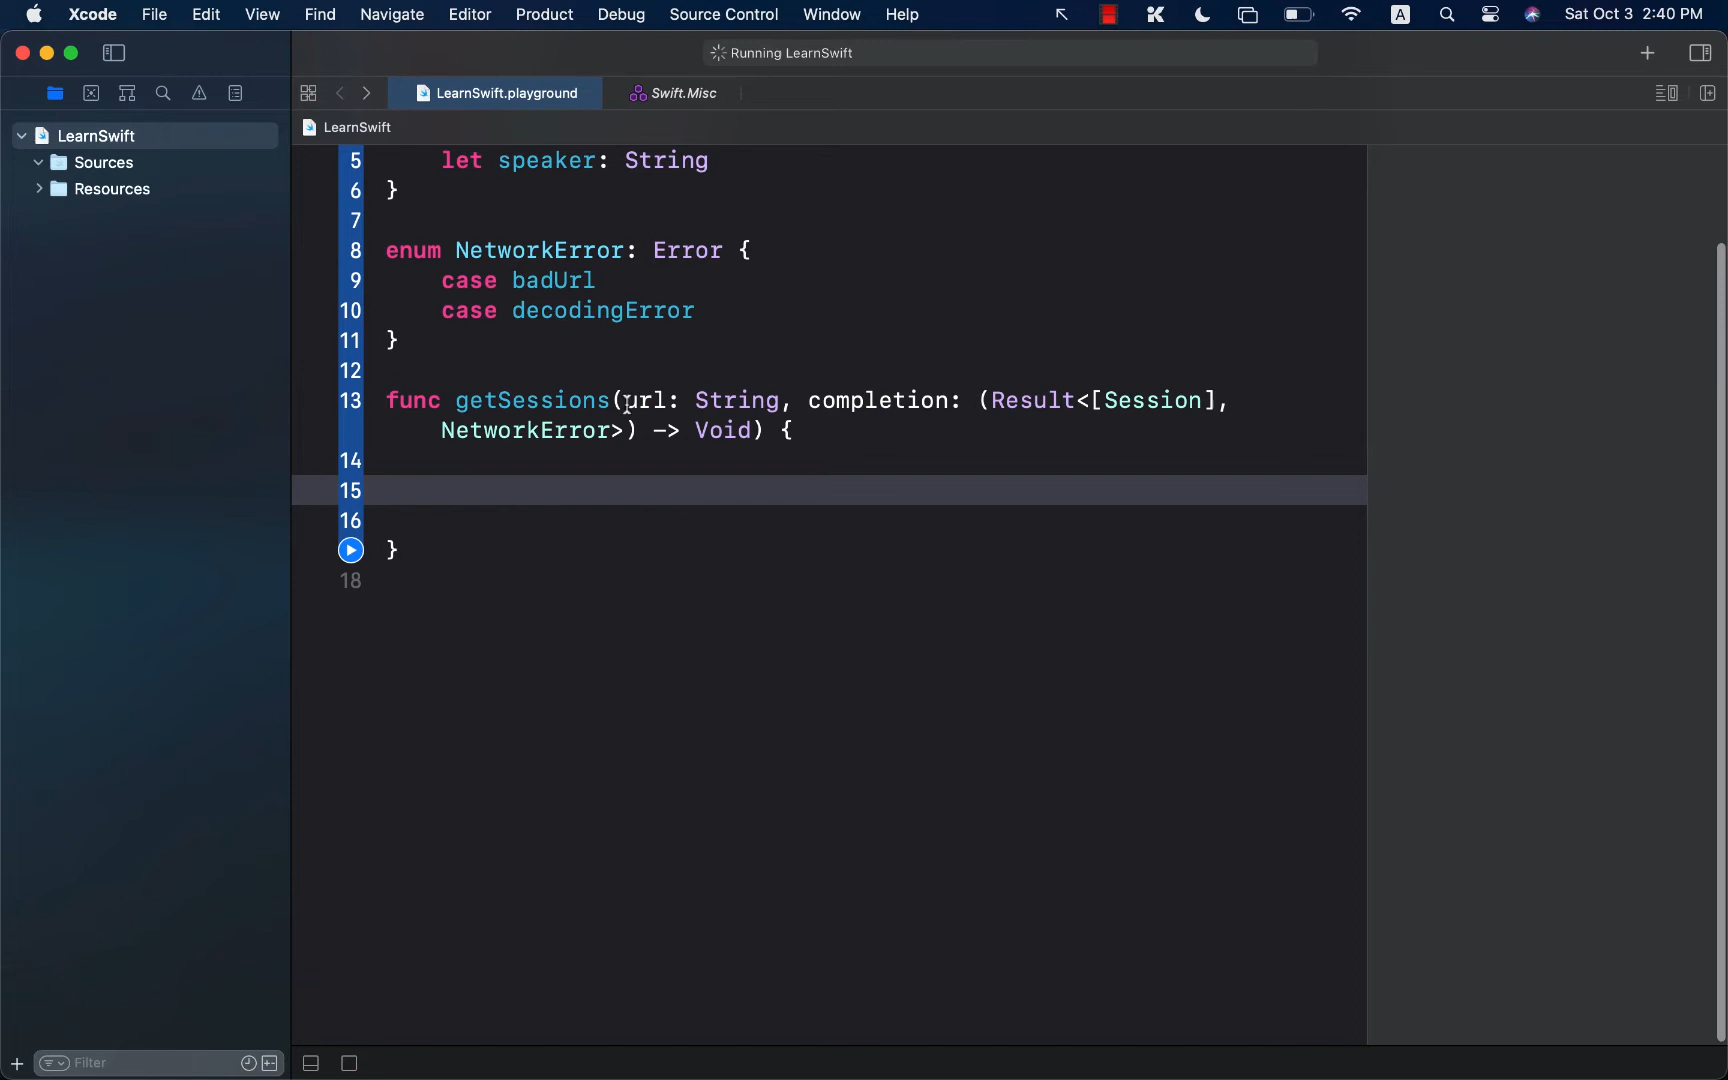 Xcode File Edit View Find Navigate Editor Product Debug Source Control Window Help A Sat Oct 3 2:40 PM
Running LearnSwift
LearnSwift.playground Swift.Misc
LearnSwift
LearnSwift
Sources
Resources
5 let speaker: String
6 }
7
8 enum NetworkError: Error {
9 case badUrl
10 case decodingError
11 }
12
13 func getSessions(url: String, completion: (Result<[Session],
NetworkError>) -> Void) {
14
15
16
}
18
Filter